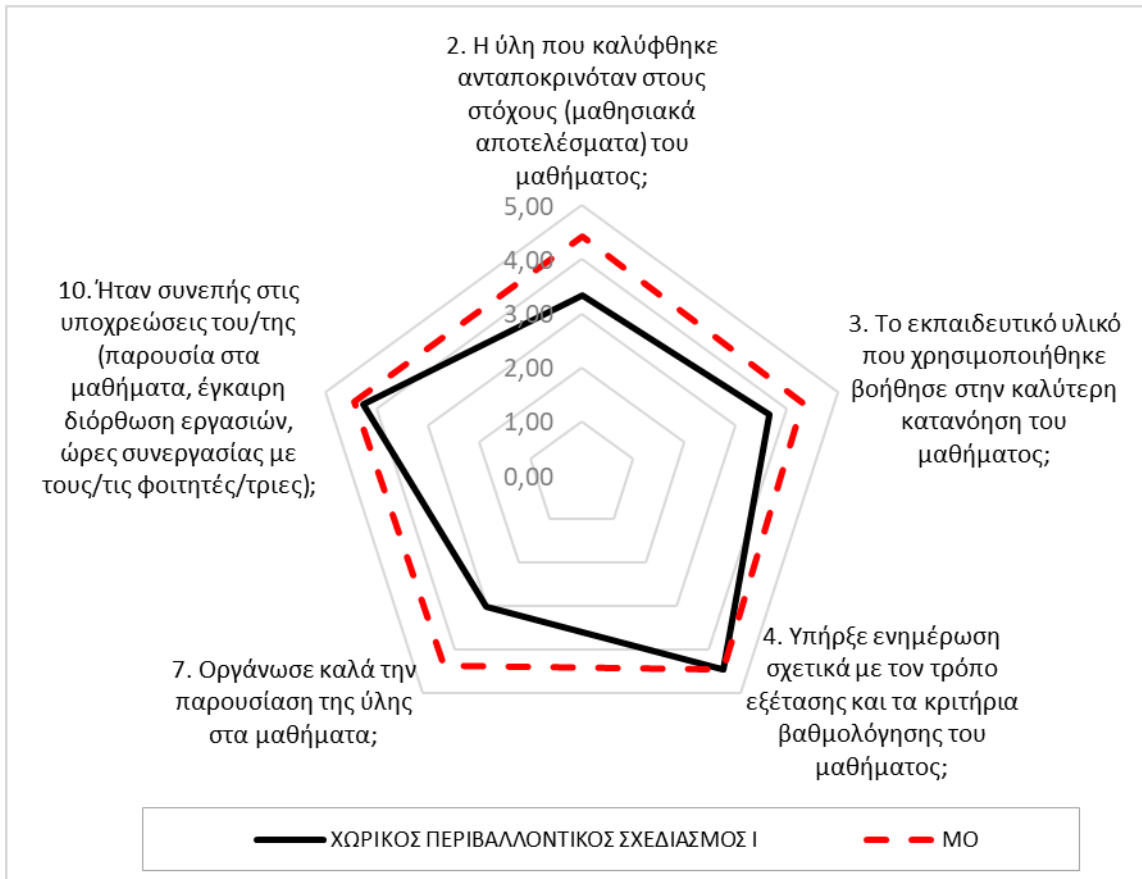 2. Η ύλη που καλύφθηκε
ανταποκρινόταν στους
στόχους (μαθησιακά
αποτελέσματα) του
μαθήματος;
5,00
4,00
3,00
2,00
1,00
0,00
10. Ήταν συνεπής στις
υποχρεώσεις του/της
(παρουσία στα
μαθήματα, έγκαιρη
διόρθωση εργασιών,
ώρες συνεργασίας με
τους/τις φοιτητές/τριες);
3. Το εκπαιδευτικό υλικό
που χρησιμοποιήθηκε
βοήθησε στην καλύτερη
κατανόηση του
μαθήματος;
7. Οργάνωσε καλά την
παρουσίαση της ύλης
στα μαθήματα;
4. Υπήρξε ενημέρωση
σχετικά με τον τρόπο
εξέτασης και τα κριτήρια
βαθμολόγησης του
μαθήματος;
ΧΩΡΙΚΟΣ ΠΕΡΙΒΑΛΛΟΝΤΙΚΟΣ ΣΧΕΔΙΑΣΜΟΣ Ι
ΜΟ